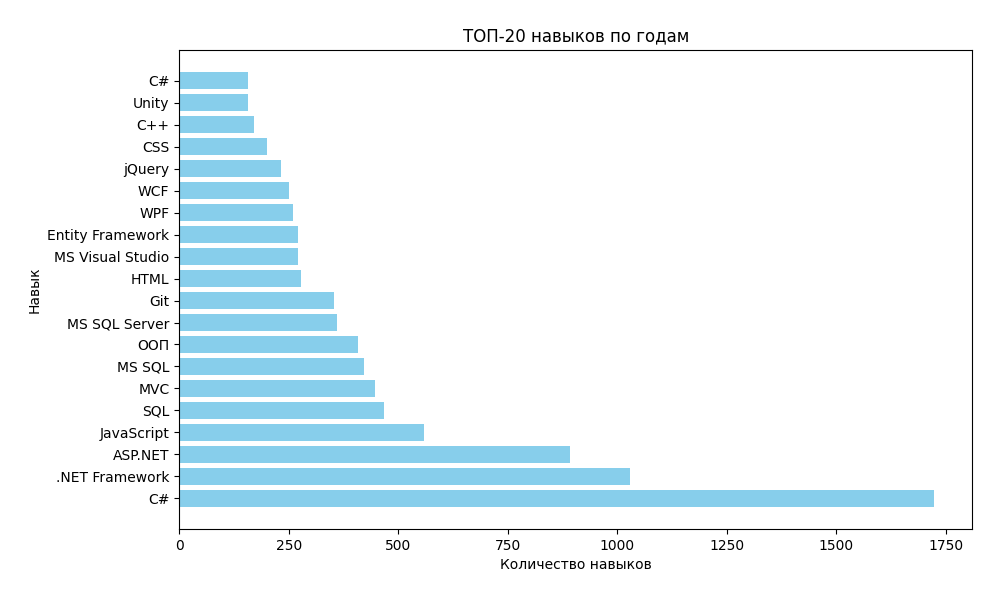 ТОП-20 навыков по годам
Навык
C#
Unity
C++
CSS
jQuery
WCF
WPF
Entity Framework
MS Visual Studio
HTML
Git
MS SQL Server
ООП
MS SQL
MVC
SQL
JavaScript
ASP.NET
.NET Framework
C#
0 250 500 750 1000 1250 1500 1750
Количество навыков